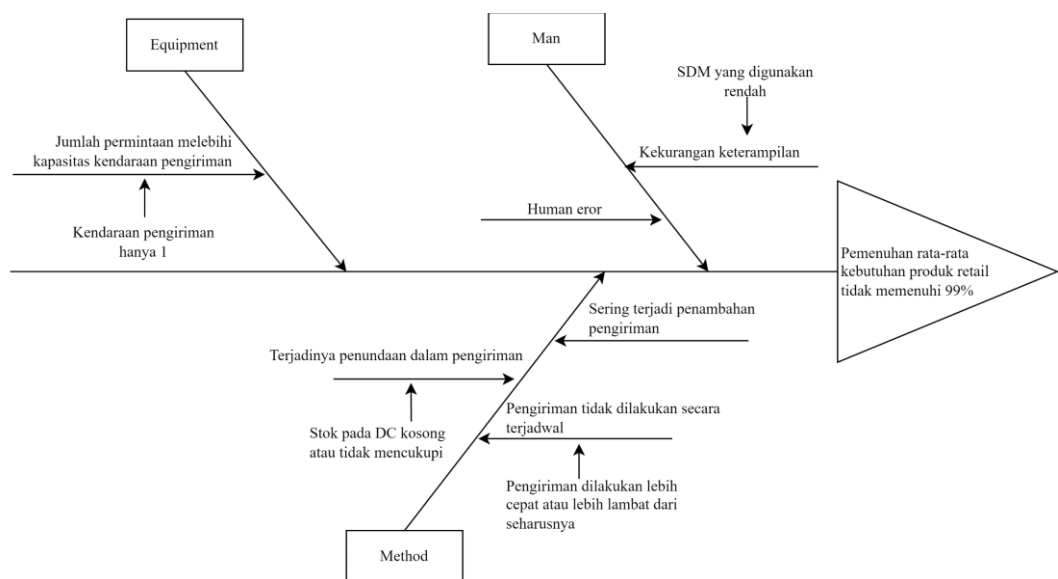 Equipment
Man
SDM yang digunakan
rendah
Jumlah permintaan melebihi
kapasitas kendaraan pengiriman
Kekurangan keterampilan
Human eror
Kendaraan pengiriman
hanya 1
Pemenuhan rata-rata
kebutuhan produk retail
tidak memenuhi 99%
Sering terjadi penambahan
pengiriman
Terjadinya penundaan dalam pengiriman
Stok pada DC kosong
atau tidak mencukupi
Pengiriman tidak dilakukan secara
terjadwal
Pengiriman dilakukan lebih
cepat atau lebih lambat dari
seharusnya
Method